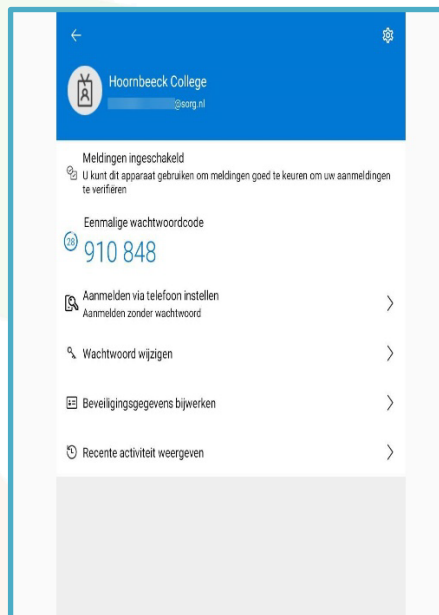 Hoornbeeck College
@sorg.nl
Meldingen ingeschakeld
U kunt dit apparaat gebruiken om meldingen goed te keuren om uw aanmeldingen
te verifiëren
Eenmalige wachtwoordcode
28
910 848
Aanmelden via telefoon instellen
Aanmelden zonder wachtwoord
Wachtwoord wijzigen
Beveiligingsgegevens bijwerken
Recente activiteit weergeven